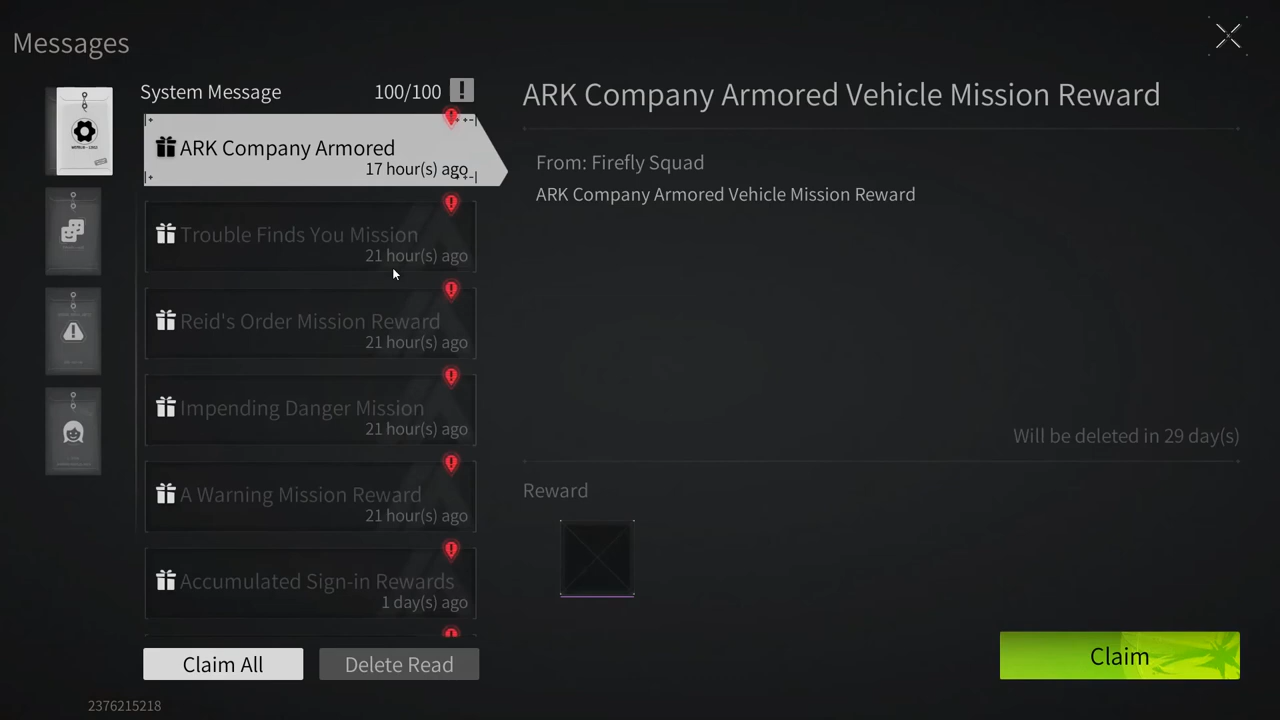 Messages
System Message 100/100
ARK Company Armored
17 hour(s) ago
Trouble Finds You Mission
21 hour(s) ago
Reid's Order Mission Reward
21 hour(s) ago
Impending Danger Mission
21 hour(s) ago
A Warning Mission Reward
21 hour(s) ago
Accumulated Sign-in Rewards
1 day(s) ago
Claim All
Delete Read
2376215218
ARK Company Armored Vehicle Mission Reward
From: Firefly Squad
ARK Company Armored Vehicle Mission Reward
Will be deleted in 29 day(s)
Reward
Claim